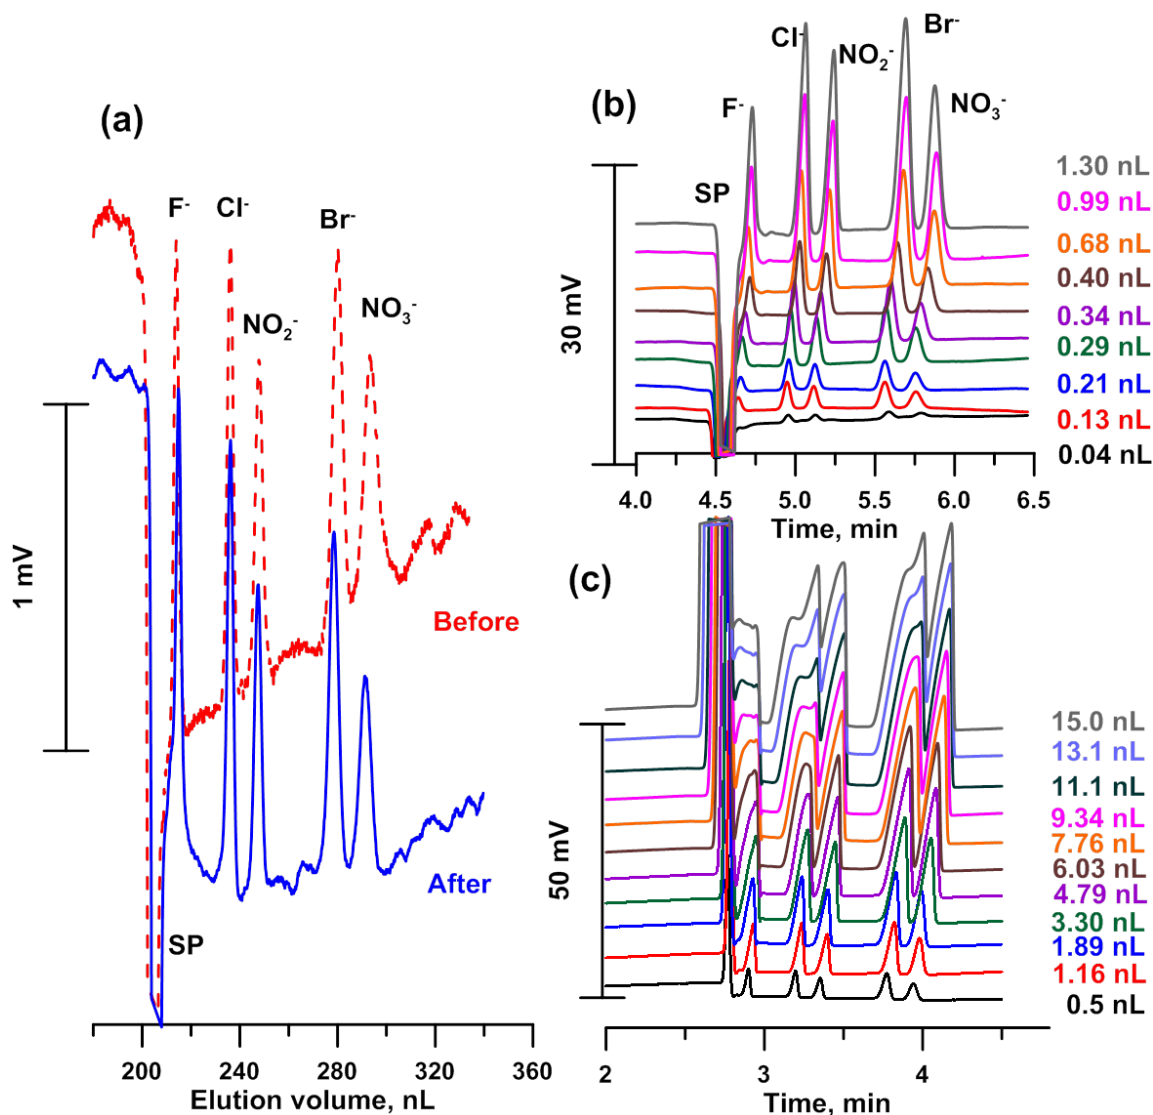 (a)
F-
Cl-
NO2-
Br-
NO3-
1 mV
Before
After
SP
200
240
280
320
360
Elution volume, nL
(b)
F-
Cl-
NO2-
Br-
NO3-
SP
30 mV
1.30 nL
0.99 nL
0.68 nL
0.40 nL
0.34 nL
0.29 nL
0.21 nL
0.13 nL
0.04 nL
4.0
4.5
5.0
5.5
6.0
6.5
Time, min
(c)
50 mV
15.0 nL
13.1 nL
11.1 nL
9.34 nL
7.76 nL
6.03 nL
4.79 nL
3.30 nL
1.89 nL
1.16 nL
0.5 nL
2
3
4
Time, min